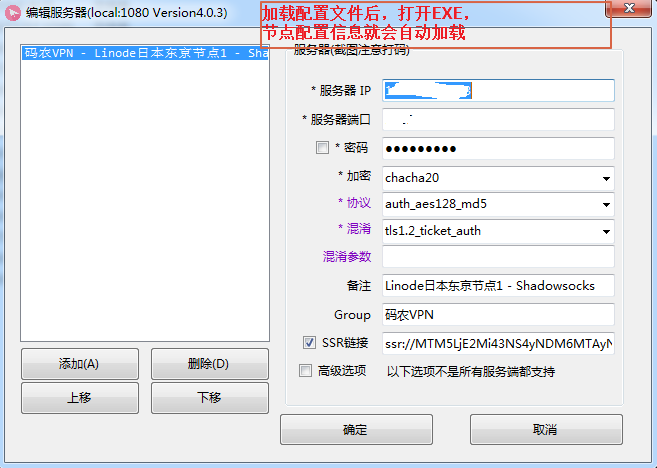 编辑服务器(local:1080 Version4.0.3)
加载配置文件后，打开EXE，
节点配置信息就会自动加载
码农VPN - Linode日本东京节点1 - Sha
服务器(截图注意打码)
* 服务器 IP
* 服务器端口
* 密码 ●●●●●●●●●
* 加密 chacha20
* 协议 auth_aes128_md5
* 混淆 tls1.2_ticket_auth
混淆参数
备注 Linode日本东京节点1 - Shadowsocks
Group 码农VPN
SSR链接 ssr://MTM5LjE2Mi43NS4yNDM6MTAyN
高级选项 以下选项不是所有服务端都支持
添加(A) 删除(D)
上移 下移
确定 取消